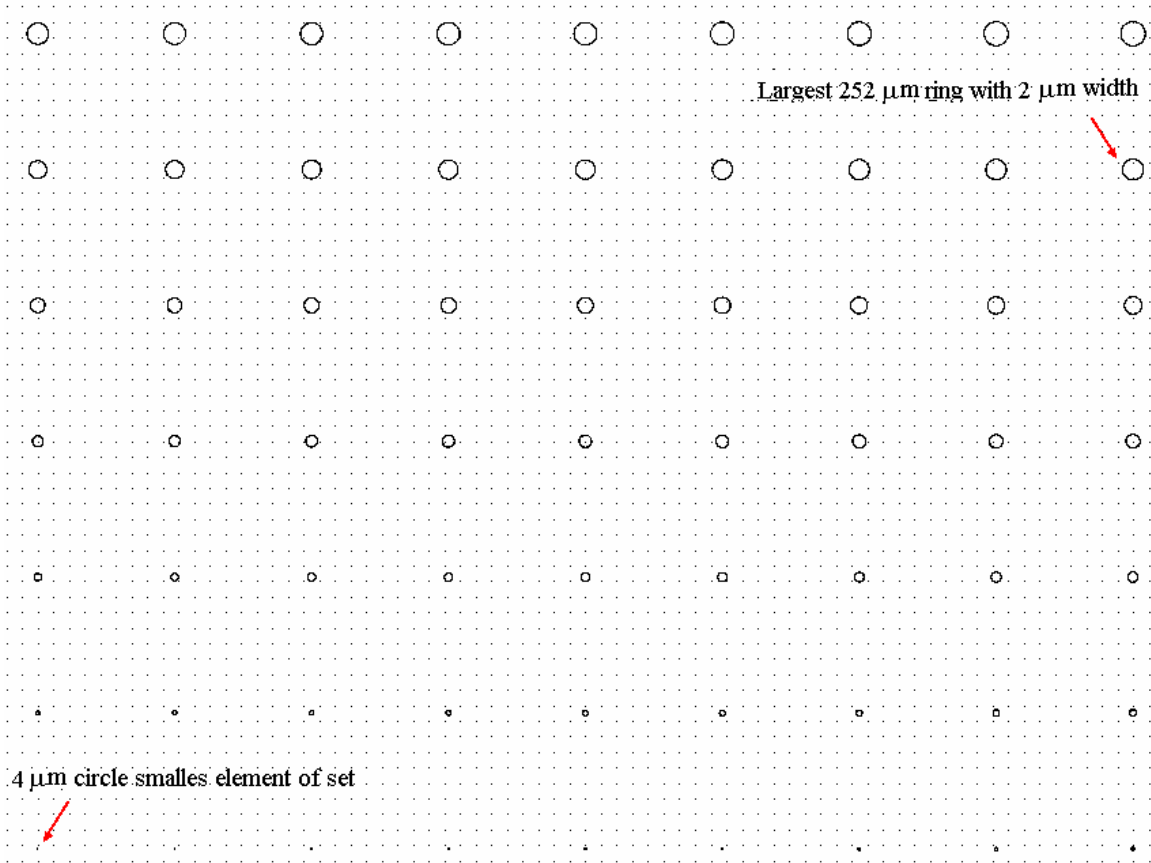 Largest 252 μm ring with 2 μm width
4 μm circle smalles element of set